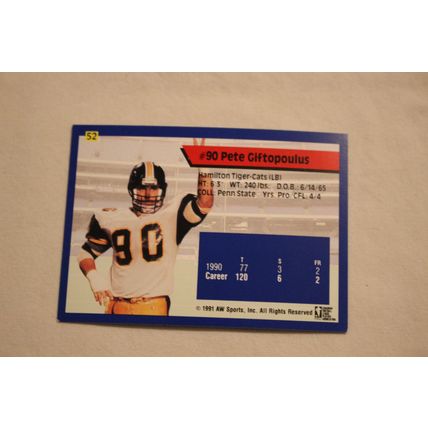 52
#90 Pete Giftopoulus
Hamilton Tiger-Cats (LB)
HT: 6'3" WT: 240 lbs. D.O.B.: 6/14/65
COLL: Penn State Yrs. Pro/CFL: 4/4
90
T S FR
1990 77 3 2
Career 120 6 2
© 1991 AW Sports, Inc. All Rights Reserved